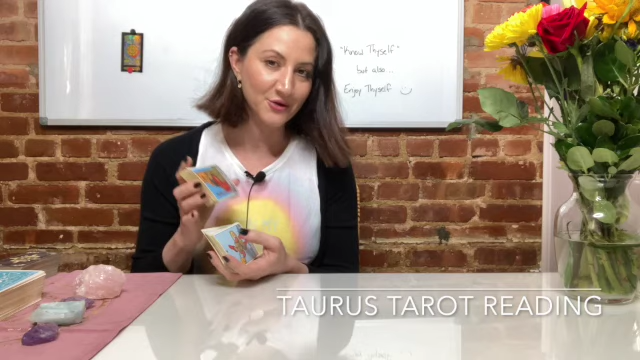 "Know Thyself"
but also...
Enjoy Thyself
TAURUS TAROT READING